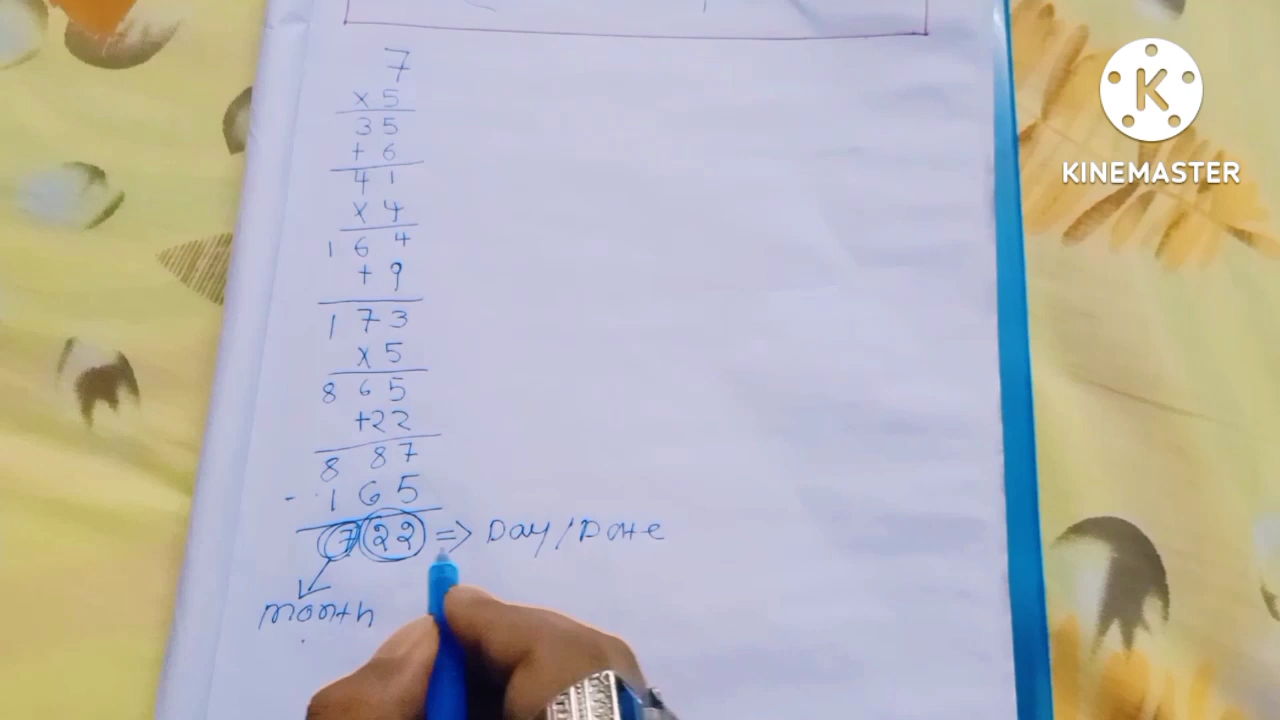 7
x 5
35
+ 6
41
x 4
164
+ 9
173
x 5
865
+22
887
- 165
722 => Day/Date
month
KINEMASTER